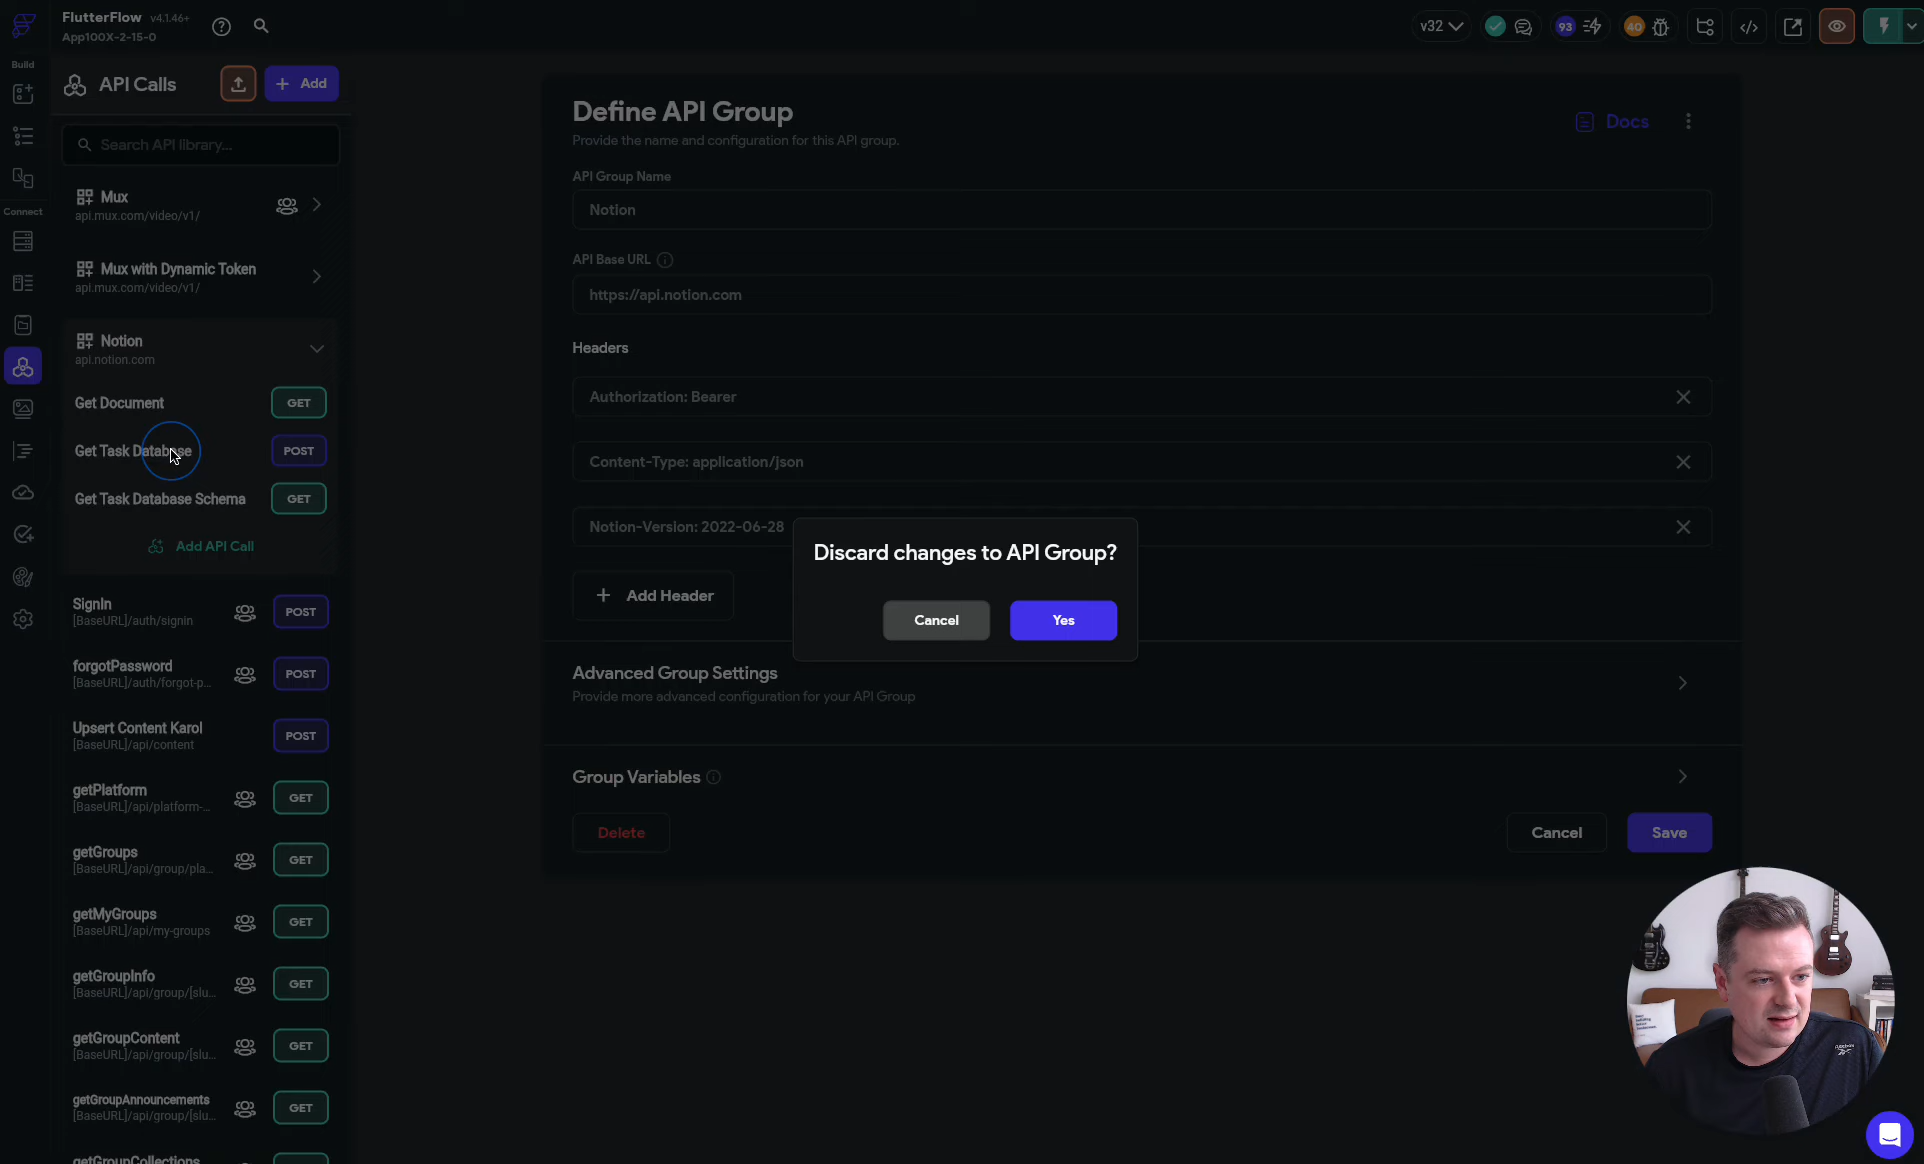 FlutterFlow v4.1.46+
App100X-2-15-0
v32
93
40
Build
Connect
API Calls
Add
Search API library...
Mux
api.mux.com/video/v1/
Mux with Dynamic Token
api.mux.com/video/v1/
Notion
api.notion.com
Get Document GET
Get Task Database POST
Get Task Database Schema GET
Add API Call
SignIn
[BaseURL]/auth/signin
POST
forgotPassword
[BaseURL]/auth/forgot-p...
POST
Upsert Content Karol
[BaseURL]/api/content
POST
getPlatform
[BaseURL]/api/platform-...
GET
getGroups
[BaseURL]/api/group/pla...
GET
getMyGroups
[BaseURL]/api/my-groups
GET
getGroupInfo
[BaseURL]/api/group/[slu...
GET
getGroupContent
[BaseURL]/api/group/[slu...
GET
getGroupAnnouncements
[BaseURL]/api/group/[slu...
GET
getGroupCollections
Define API Group
Provide the name and configuration for this API group.
Docs
API Group Name
Notion
API Base URL
https://api.notion.com
Headers
Authorization: Bearer
Content-Type: application/json
Notion-Version: 2022-06-28
Add Header
Discard changes to API Group?
Cancel
Yes
Advanced Group Settings
Provide more advanced configuration for your API Group
Group Variables
Delete
Cancel
Save